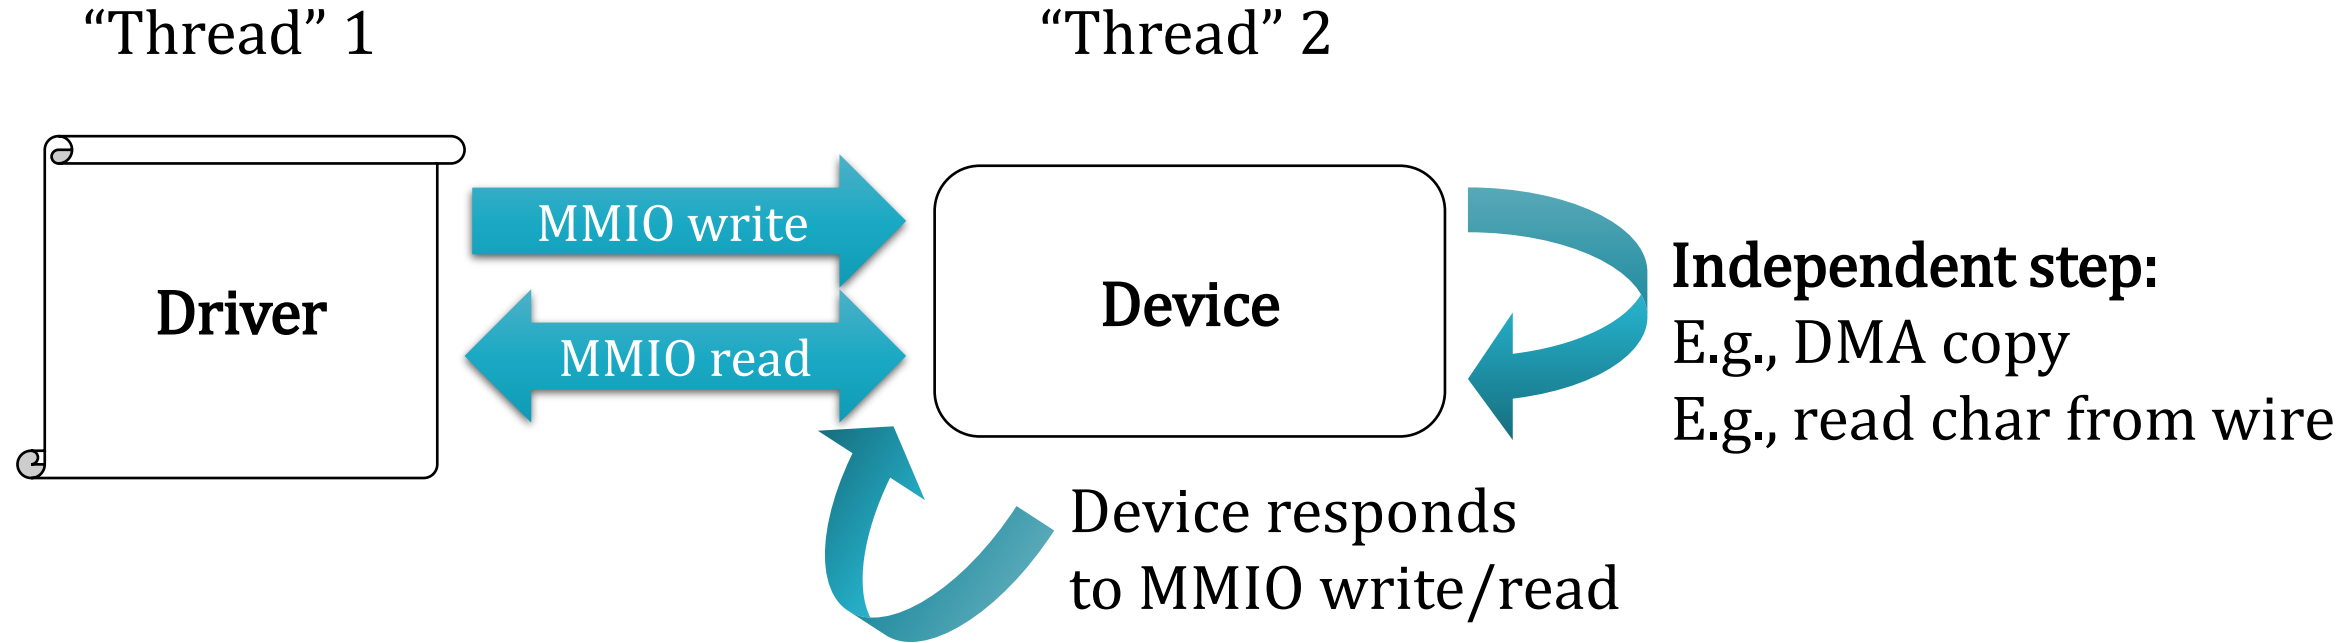 “Thread” 1
“Thread” 2
MMIO write
Driver
MMIO read
Device
Independent step:
E.g., DMA copy
E.g., read char from wire
Device responds
to MMIO write/read